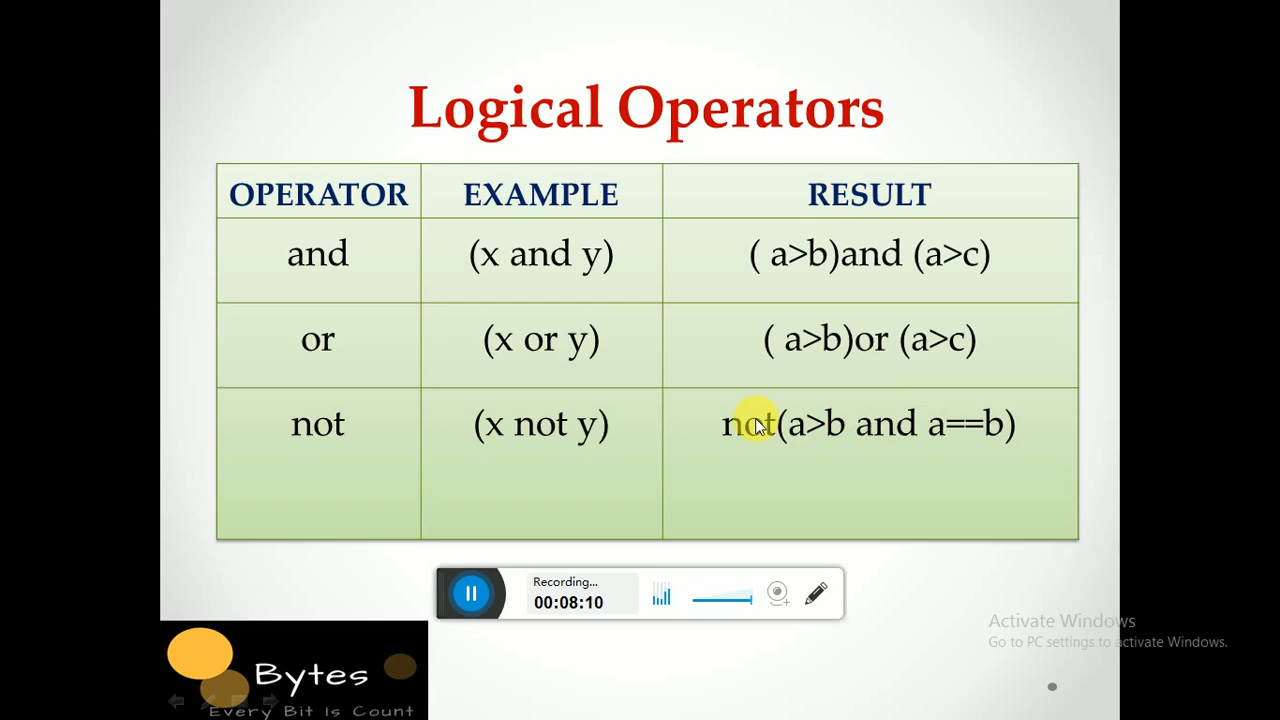 Logical Operators
OPERATOR EXAMPLE RESULT
and (x and y) ( a>b)and (a>c)
or (x or y) ( a>b)or (a>c)
not (x not y) not(a>b and a==b)
Recording...
00:08:10
Activate Windows
Go to PC settings to activate Windows.
Bytes
Every Bit Is Count